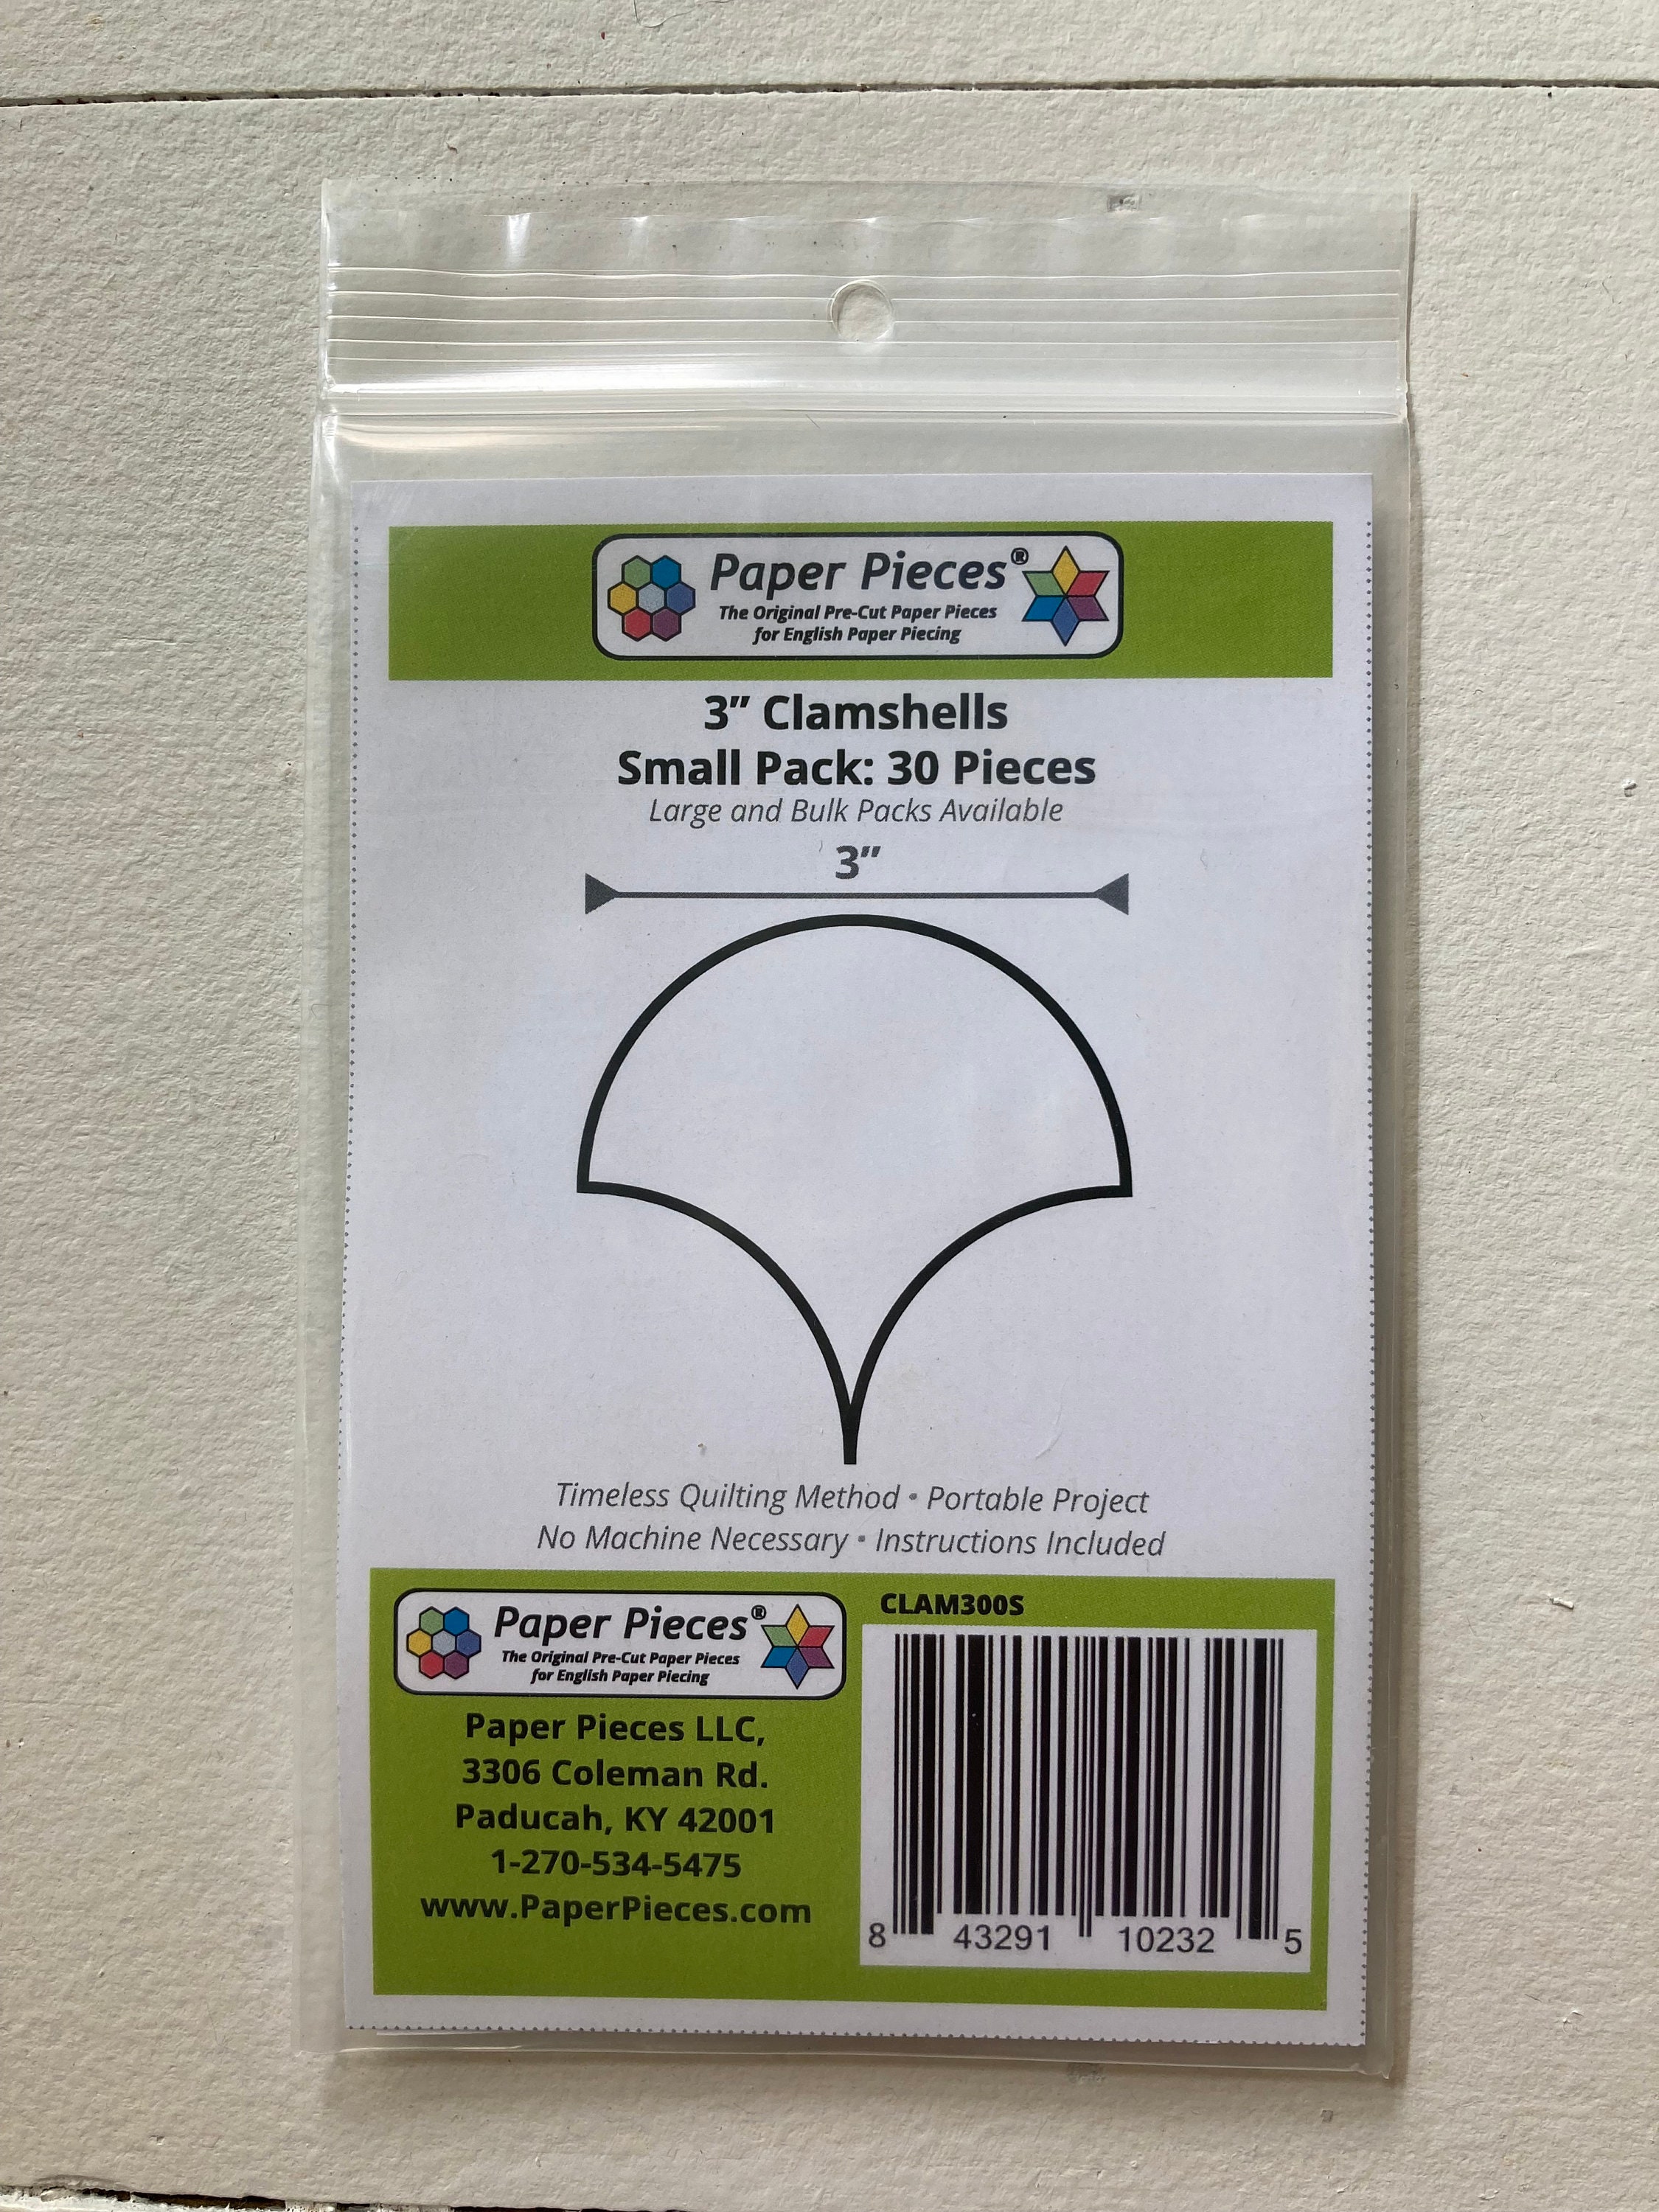 Paper Pieces®
The Original Pre-Cut Paper Pieces
for English Paper Piecing
3” Clamshells
Small Pack: 30 Pieces
Large and Bulk Packs Available
3”
Timeless Quilting Method • Portable Project
No Machine Necessary • Instructions Included
Paper Pieces®
The Original Pre-Cut Paper Pieces
for English Paper Piecing
Paper Pieces LLC,
3306 Coleman Rd.
Paducah, KY 42001
1-270-534-5475
www.PaperPieces.com
CLAM300S
8 43291 10232 5